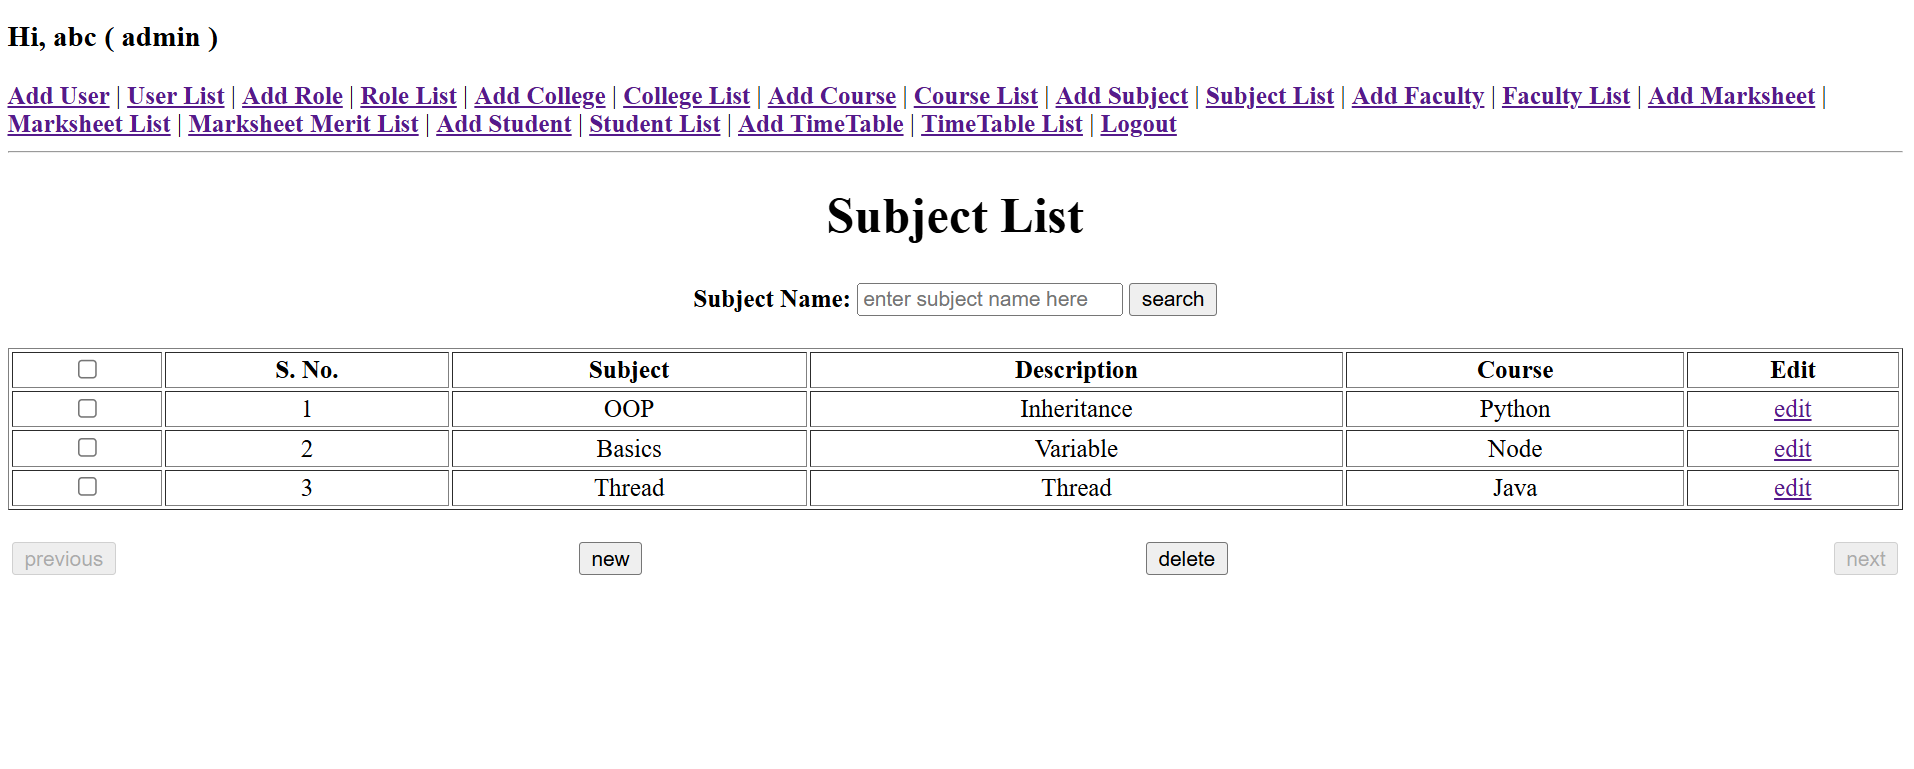 Hi, abc ( admin )
Add User | User List | Add Role | Role List | Add College | College List | Add Course | Course List | Add Subject | Subject List | Add Faculty | Faculty List | Add Marksheet |
Marksheet List | Marksheet Merit List | Add Student | Student List | Add TimeTable | TimeTable List | Logout
Subject List
Subject Name: enter subject name here search
S. No. Subject Description Course Edit
1 OOP Inheritance Python edit
2 Basics Variable Node edit
3 Thread Thread Java edit
previous new delete next